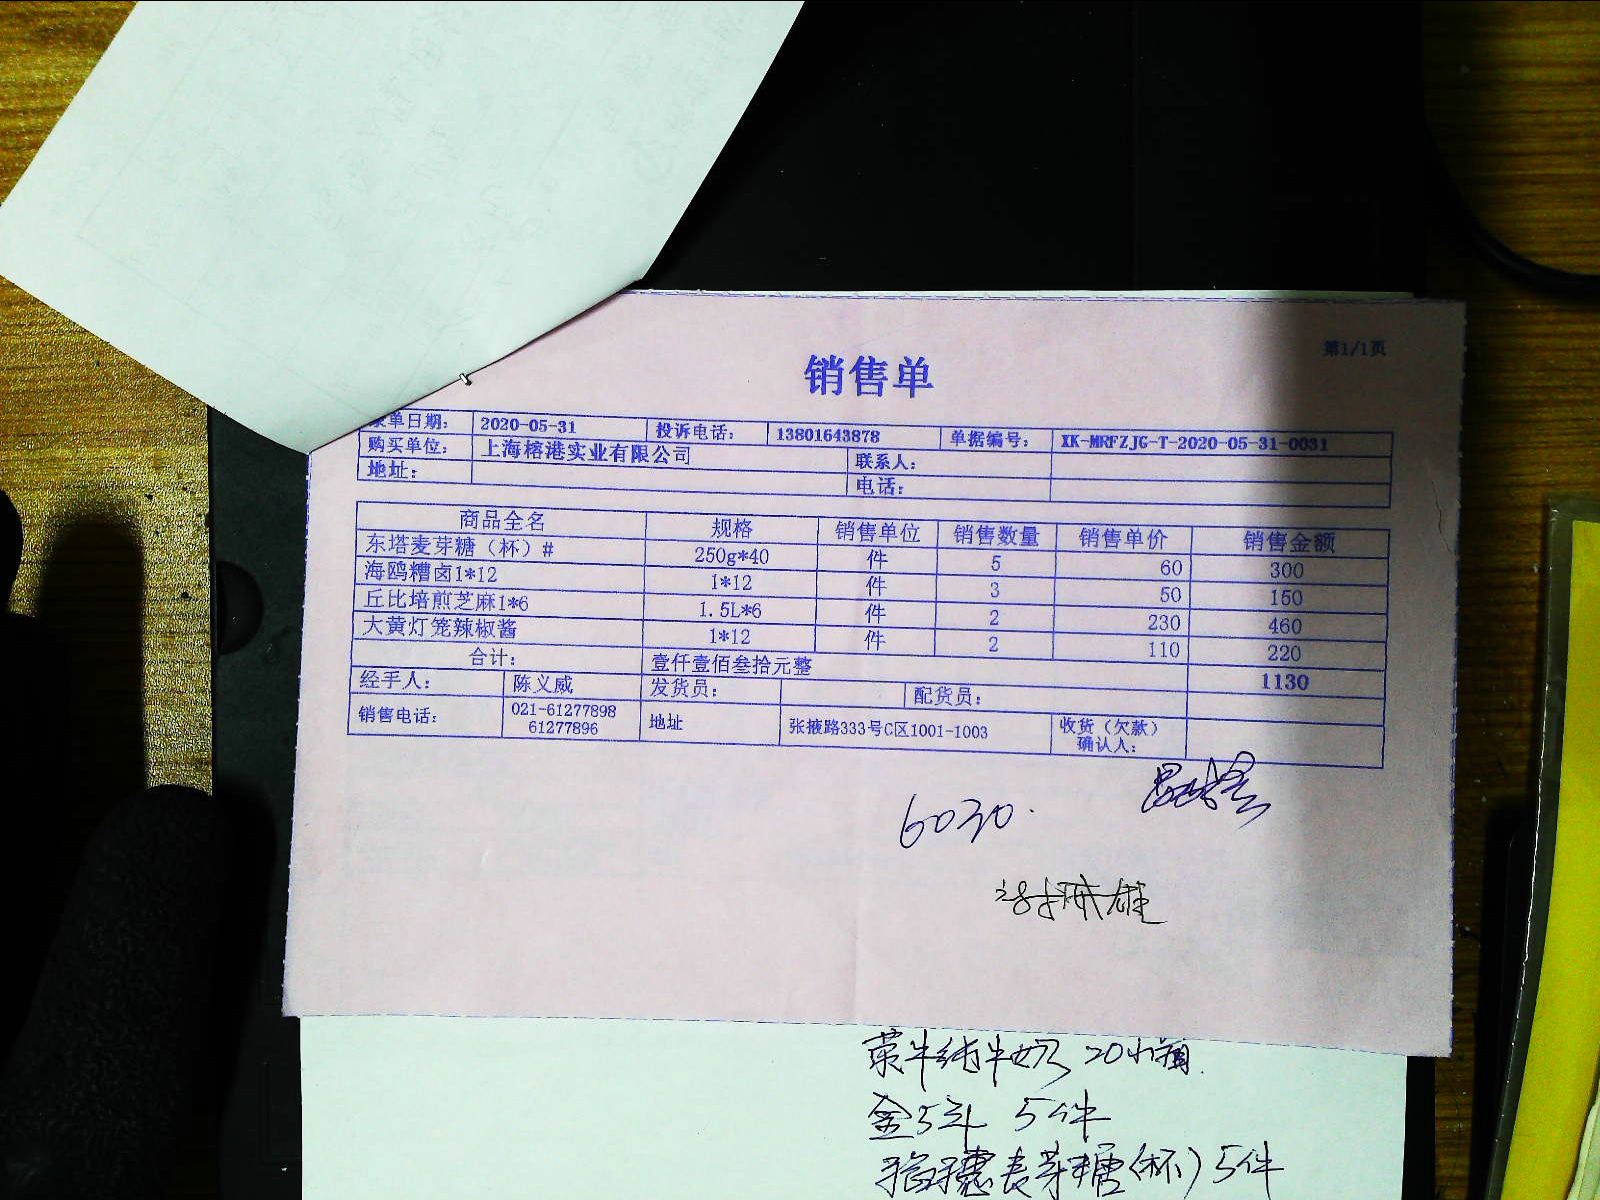 销售单
第1/1页
录单日期： 2020-05-31 投诉电话： 13801643878 单据编号： XK-MRFZJG-T-2020-05-31-0031
购买单位： 上海榕港实业有限公司 联系人：
地址： 电话：
商品全名 规格 销售单位 销售数量 销售单价 销售金额
东塔麦芽糖（杯）# 250g*40 件 5 60 300
海鸥糟卤1*12 1*12 件 3 50 150
丘比培煎芝麻1*6 1.5L*6 件 2 230 460
大黄灯笼辣椒酱 1*12 件 2 110 220
合计： 壹仟壹佰叁拾元整 1130
经手人： 陈义威 发货员： 配货员：
销售电话： 021-61277898 61277896 地址 张掖路333号C区1001-1003 收货（欠款）确认人：
6030.
荣牛纯牛奶 20小箱
5件
麦芽糖(杯) 5件